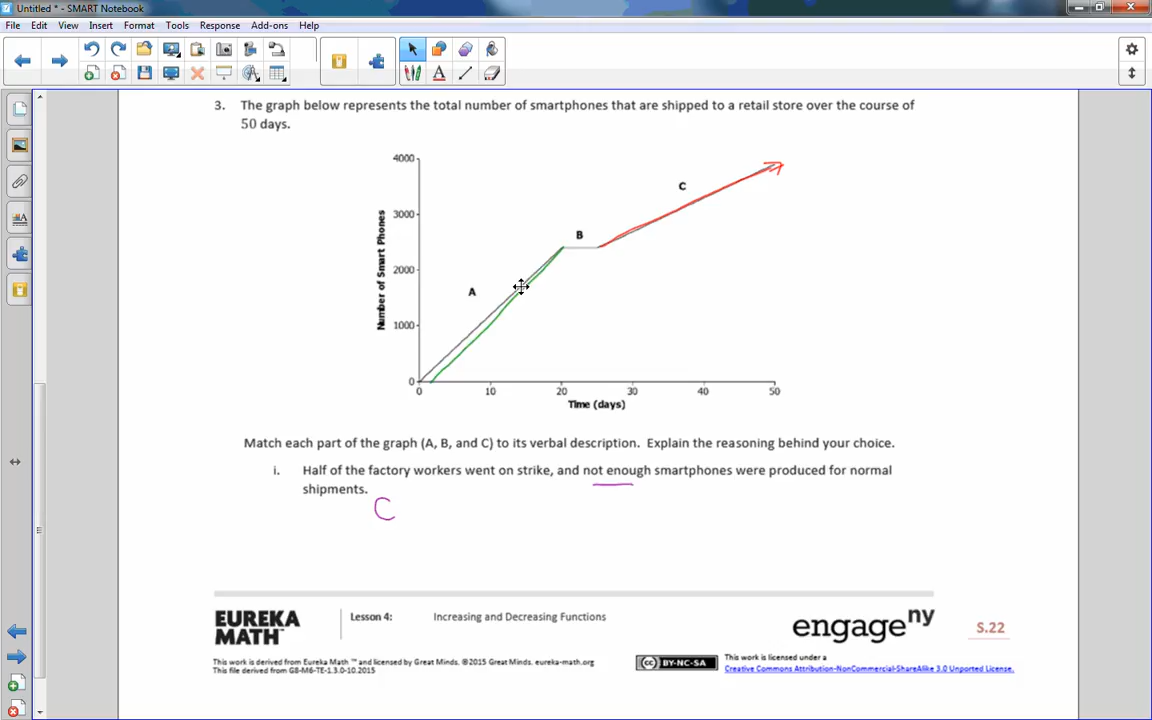 Untitled * - SMART Notebook
File Edit View Insert Format Tools Response Add-ons Help
3. The graph below represents the total number of smartphones that are shipped to a retail store over the course of
50 days.
4000
3000
2000
1000
0
Number of Smart Phones
A
B
C
0 10 20 30 40 50
Time (days)
Match each part of the graph (A, B, and C) to its verbal description. Explain the reasoning behind your choice.
i. Half of the factory workers went on strike, and not enough smartphones were produced for normal
shipments.
C
EUREKA
MATH™
Lesson 4: Increasing and Decreasing Functions
engageny
S.22
This work is derived from Eureka Math ™ and licensed by Great Minds. ©2015 Great Minds. eureka-math.org
This file derived from G8-M6-TE-1.3.0-10.2015
CC BY-NC-SA
This work is licensed under a
Creative Commons Attribution-NonCommercial-ShareAlike 3.0 Unported License.